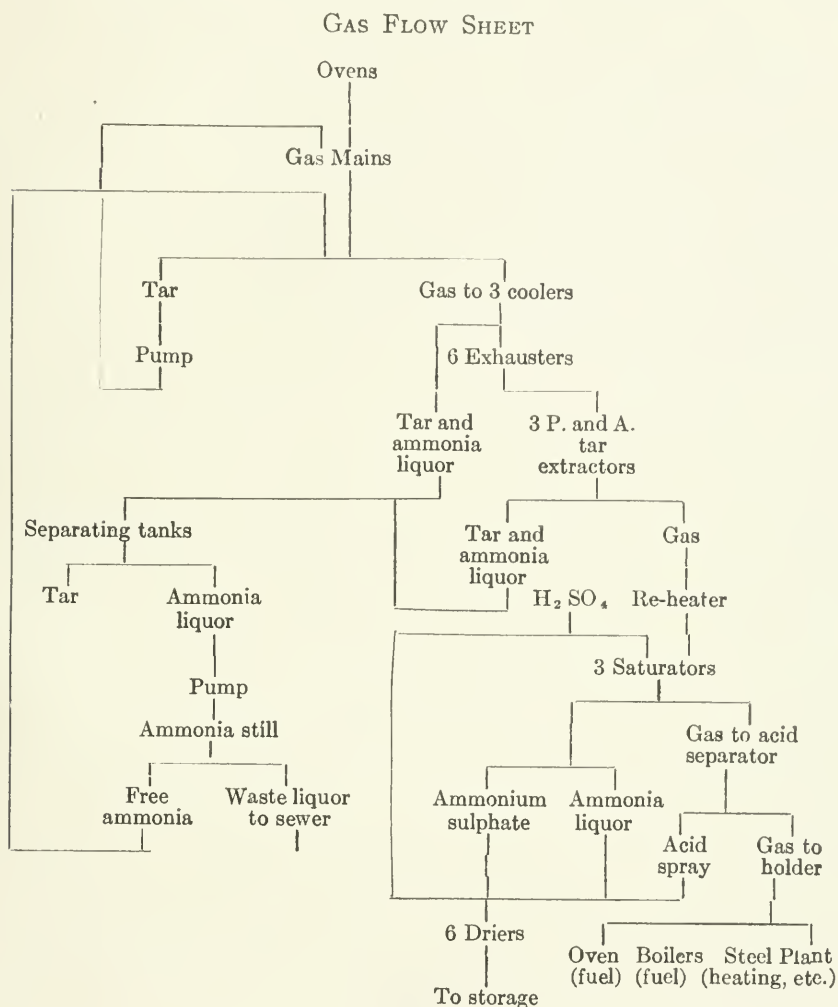 GAS FLOW SHEET
Ovens
Gas Mains
Tar
Gas to 3 coolers
Pump
6 Exhausters
Tar and
ammonia
liquor
3 P. and A.
tar
extractors
Separating tanks
Tar and
ammonia
liquor
Gas
Tar
Ammonia
liquor
H₂ SO₄
Re-heater
Pump
3 Saturators
Ammonia still
Gas to acid
separator
Free
ammonia
Waste liquor
to sewer
Ammonium
sulphate
Ammonia
liquor
Acid
spray
Gas to
holder
6 Driers
Oven
(fuel)
Boilers
(fuel)
Steel Plant
(heating, etc.)
To storage